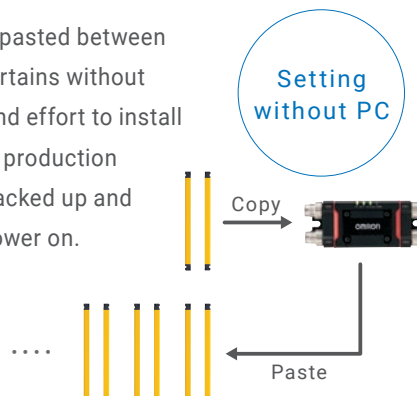 pasted between
without
nd effort to install
production
acked up and
ower on.
Setting
without PC
Copy
OMRON
....
Paste